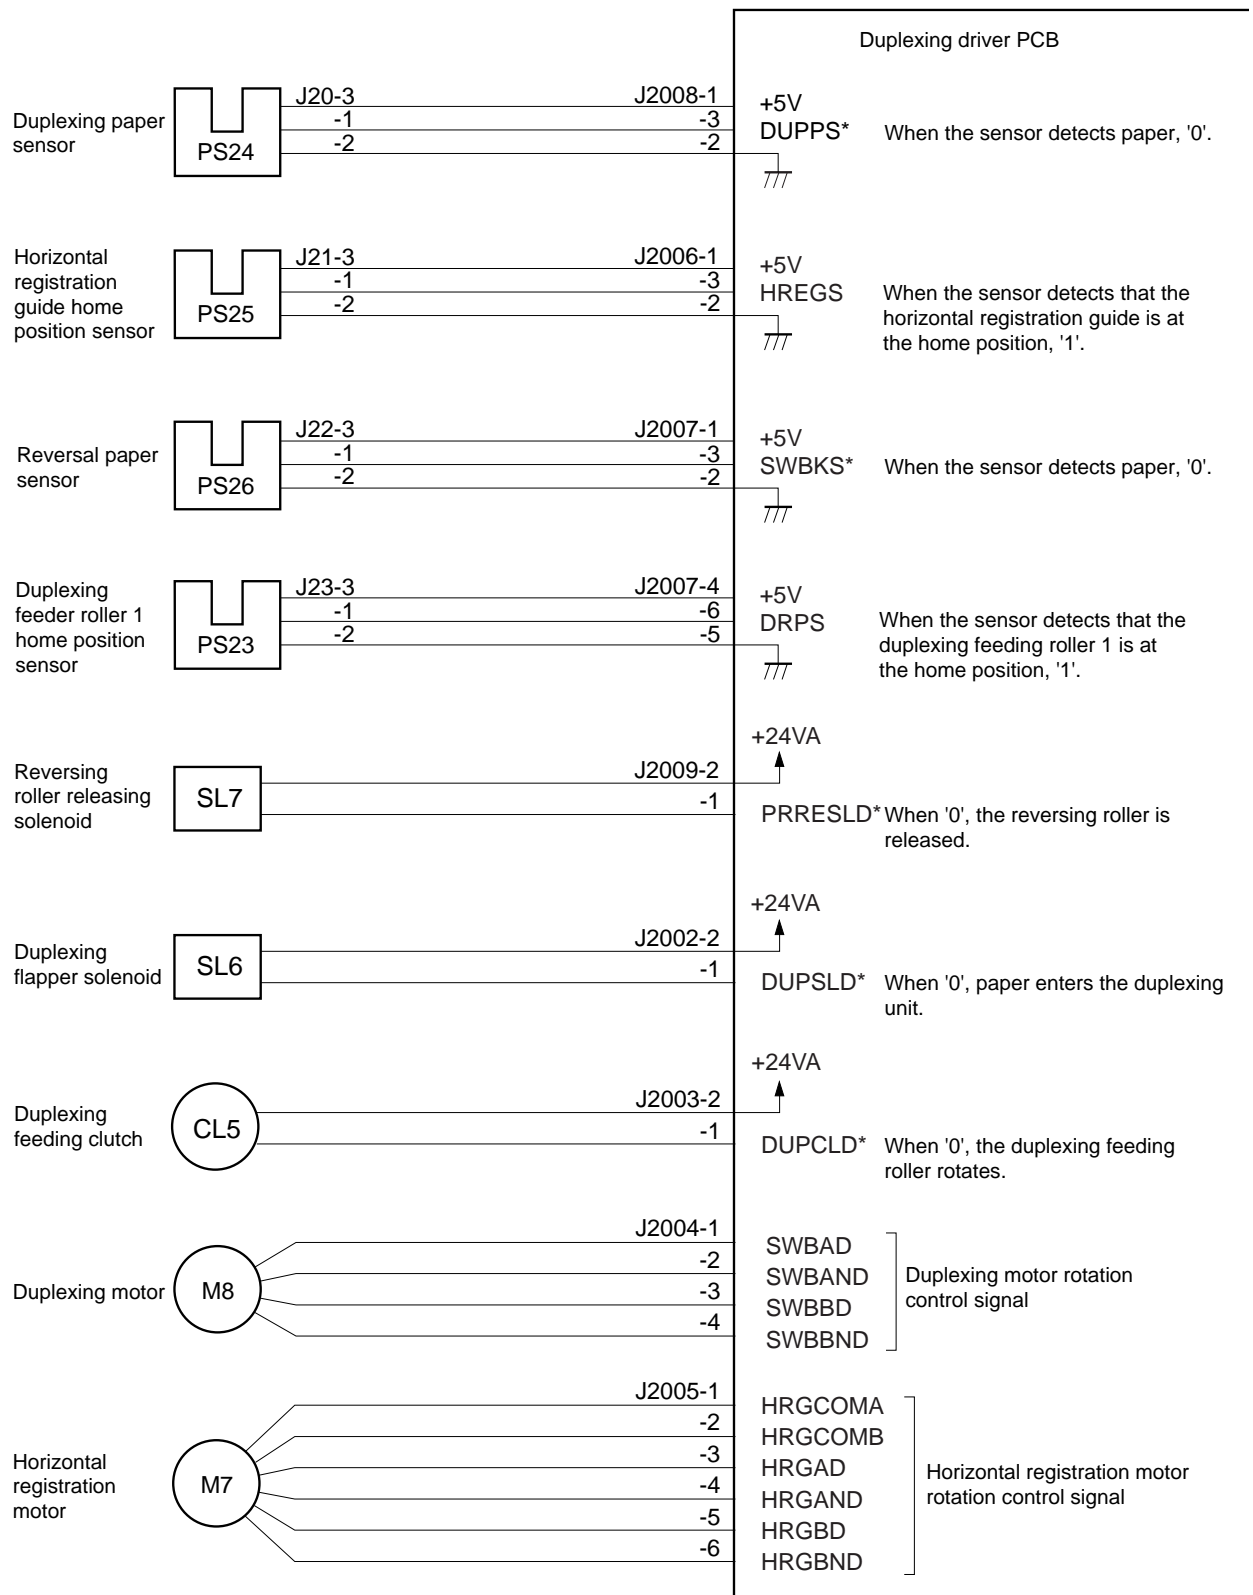 Duplexing driver PCB
Duplexing paper
sensor
PS24
J20-3
-1
-2
J2008-1
-3
-2
+5V
DUPPS*
When the sensor detects paper, '0'.
Horizontal
registration
guide home
position sensor
PS25
J21-3
-1
-2
J2006-1
-3
-2
+5V
HREGS
When the sensor detects that the
horizontal registration guide is at
the home position, '1'.
Reversal paper
sensor
PS26
J22-3
-1
-2
J2007-1
-3
-2
+5V
SWBKS*
When the sensor detects paper, '0'.
Duplexing
feeder roller 1
home position
sensor
PS23
J23-3
-1
-2
J2007-4
-6
-5
+5V
DRPS
When the sensor detects that the
duplexing feeding roller 1 is at
the home position, '1'.
Reversing
roller releasing
solenoid
SL7
J2009-2
-1
+24VA
PRRESLD*
When '0', the reversing roller is
released.
Duplexing
flapper solenoid
SL6
J2002-2
-1
+24VA
DUPSLD*
When '0', paper enters the duplexing
unit.
Duplexing
feeding clutch
CL5
J2003-2
-1
+24VA
DUPCLD*
When '0', the duplexing feeding
roller rotates.
Duplexing motor
M8
J2004-1
-2
-3
-4
SWBAD
SWBAND
SWBBD
SWBBND
Duplexing motor rotation
control signal
Horizontal
registration
motor
M7
J2005-1
-2
-3
-4
-5
-6
HRGCOMA
HRGCOMB
HRGAD
HRGAND
HRGBD
HRGBND
Horizontal registration motor
rotation control signal